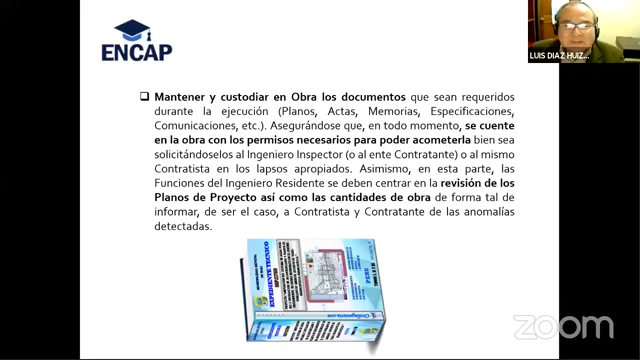 ENCAP
LUIS DIAZ HUIZ...
Mantener y custodiar en Obra los documentos que sean requeridos
durante la ejecución (Planos, Actas, Memorias, Especificaciones,
Comunicaciones, etc.). Asegurándose que, en todo momento, se cuente
en la obra con los permisos necesarios para poder acometerla bien sea
solicitándoselos al Ingeniero Inspector (o al ente Contratante) o al mismo
Contratista en los lapsos apropiados. Asimismo, en esta parte, las
Funciones del Ingeniero Residente se deben centrar en la revisión de los
Planos de Proyecto así como las cantidades de obra de forma tal de
informar, de ser el caso, a Contratista y Contratante de las anomalías
detectadas.
EXPEDIENTE TECNICO
PERU
zoom